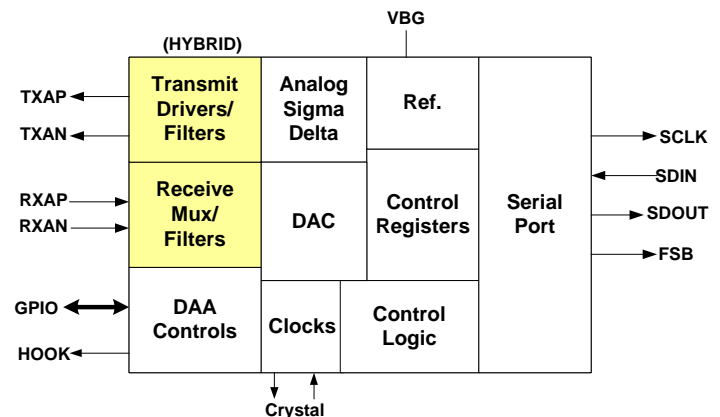 VBG
(HYBRID)
Transmit
Drivers/
Filters
Analog
Sigma
Delta
Ref.
TXAP
TXAN
Receive
Mux/
Filters
RXAP
RXAN
DAC
Control
Registers
Serial
Port
SCLK
SDIN
SDOUT
FSB
GPIO
HOOK
DAA
Controls
Clocks
Control
Logic
Crystal